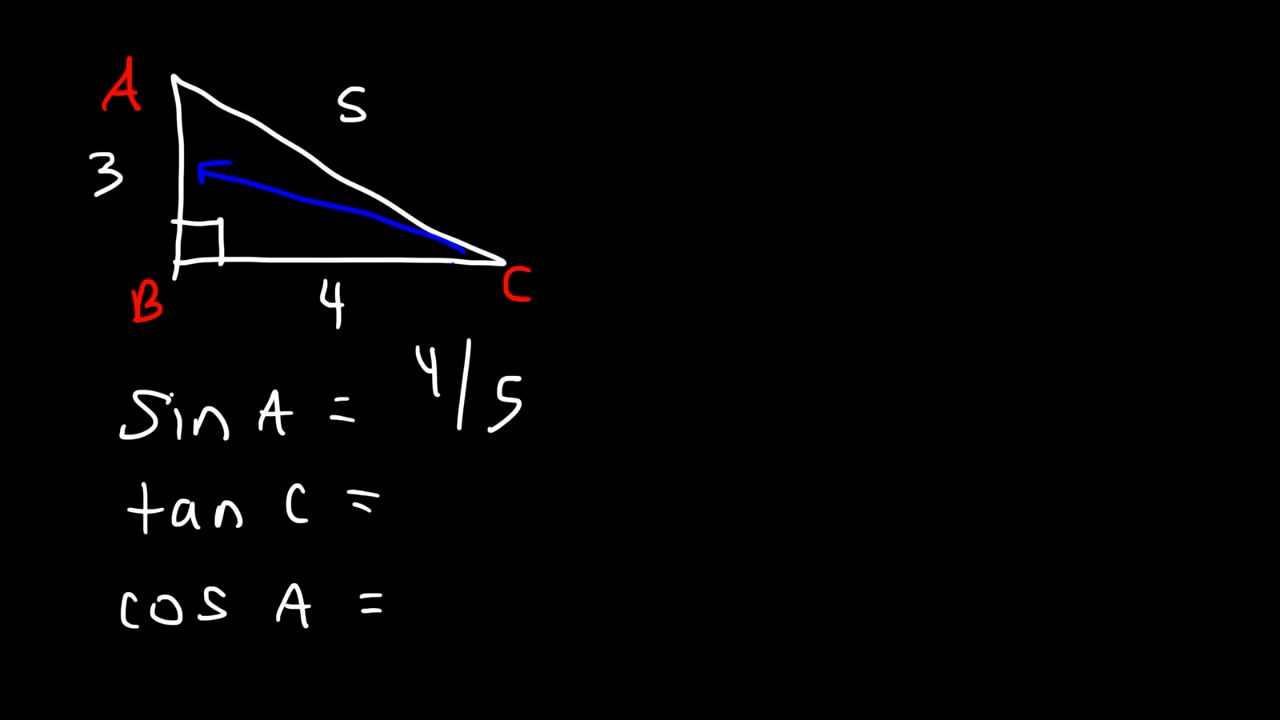 A
5
3
B
4
C
sin A = 4/5
tan C =
cos A =